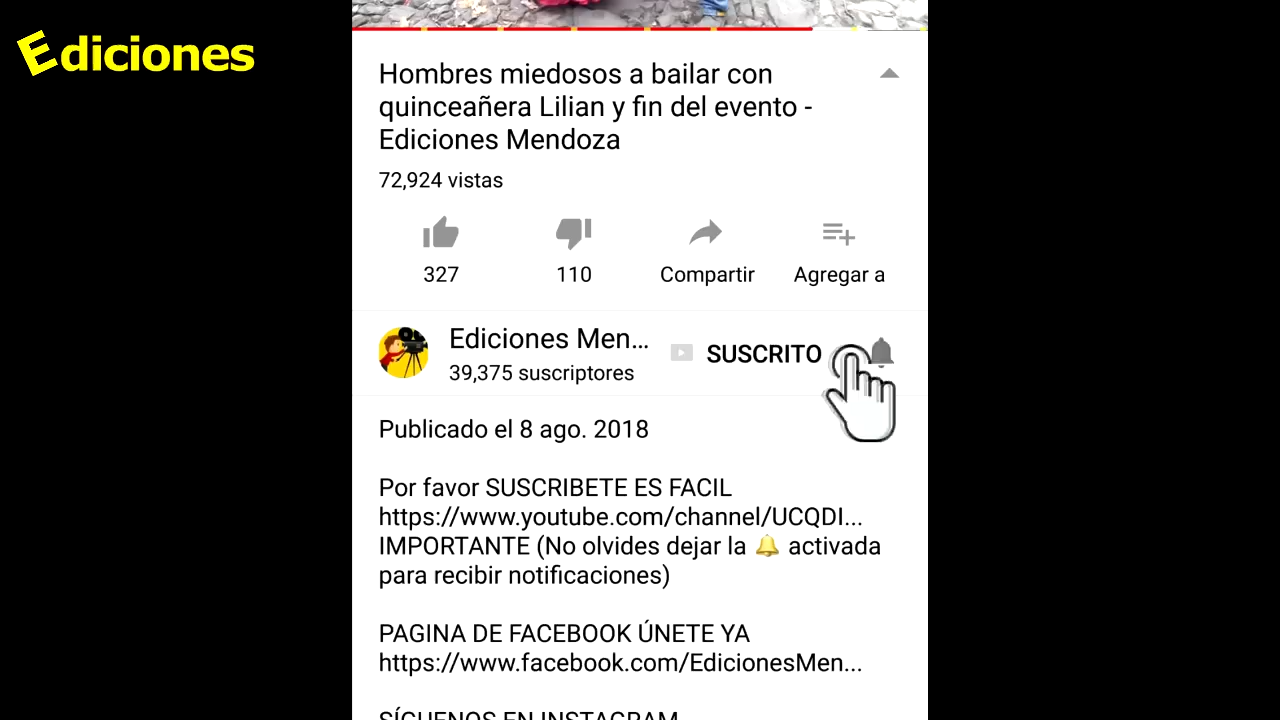 Ediciones
Hombres miedosos a bailar con
quinceañera Lilian y fin del evento -
Ediciones Mendoza
72,924 vistas
327
110
Compartir
Agregar a
Ediciones Men...
SUSCRITO
39,375 suscriptores
Publicado el 8 ago. 2018
Por favor SUSCRIBETE ES FACIL
https://www.youtube.com/channel/UCQDI...
IMPORTANTE (No olvides dejar la 🔔 activada
para recibir notificaciones)
PAGINA DE FACEBOOK ÚNETE YA
https://www.facebook.com/EdicionesMen...
SÍGUENOS EN INSTAGRAM